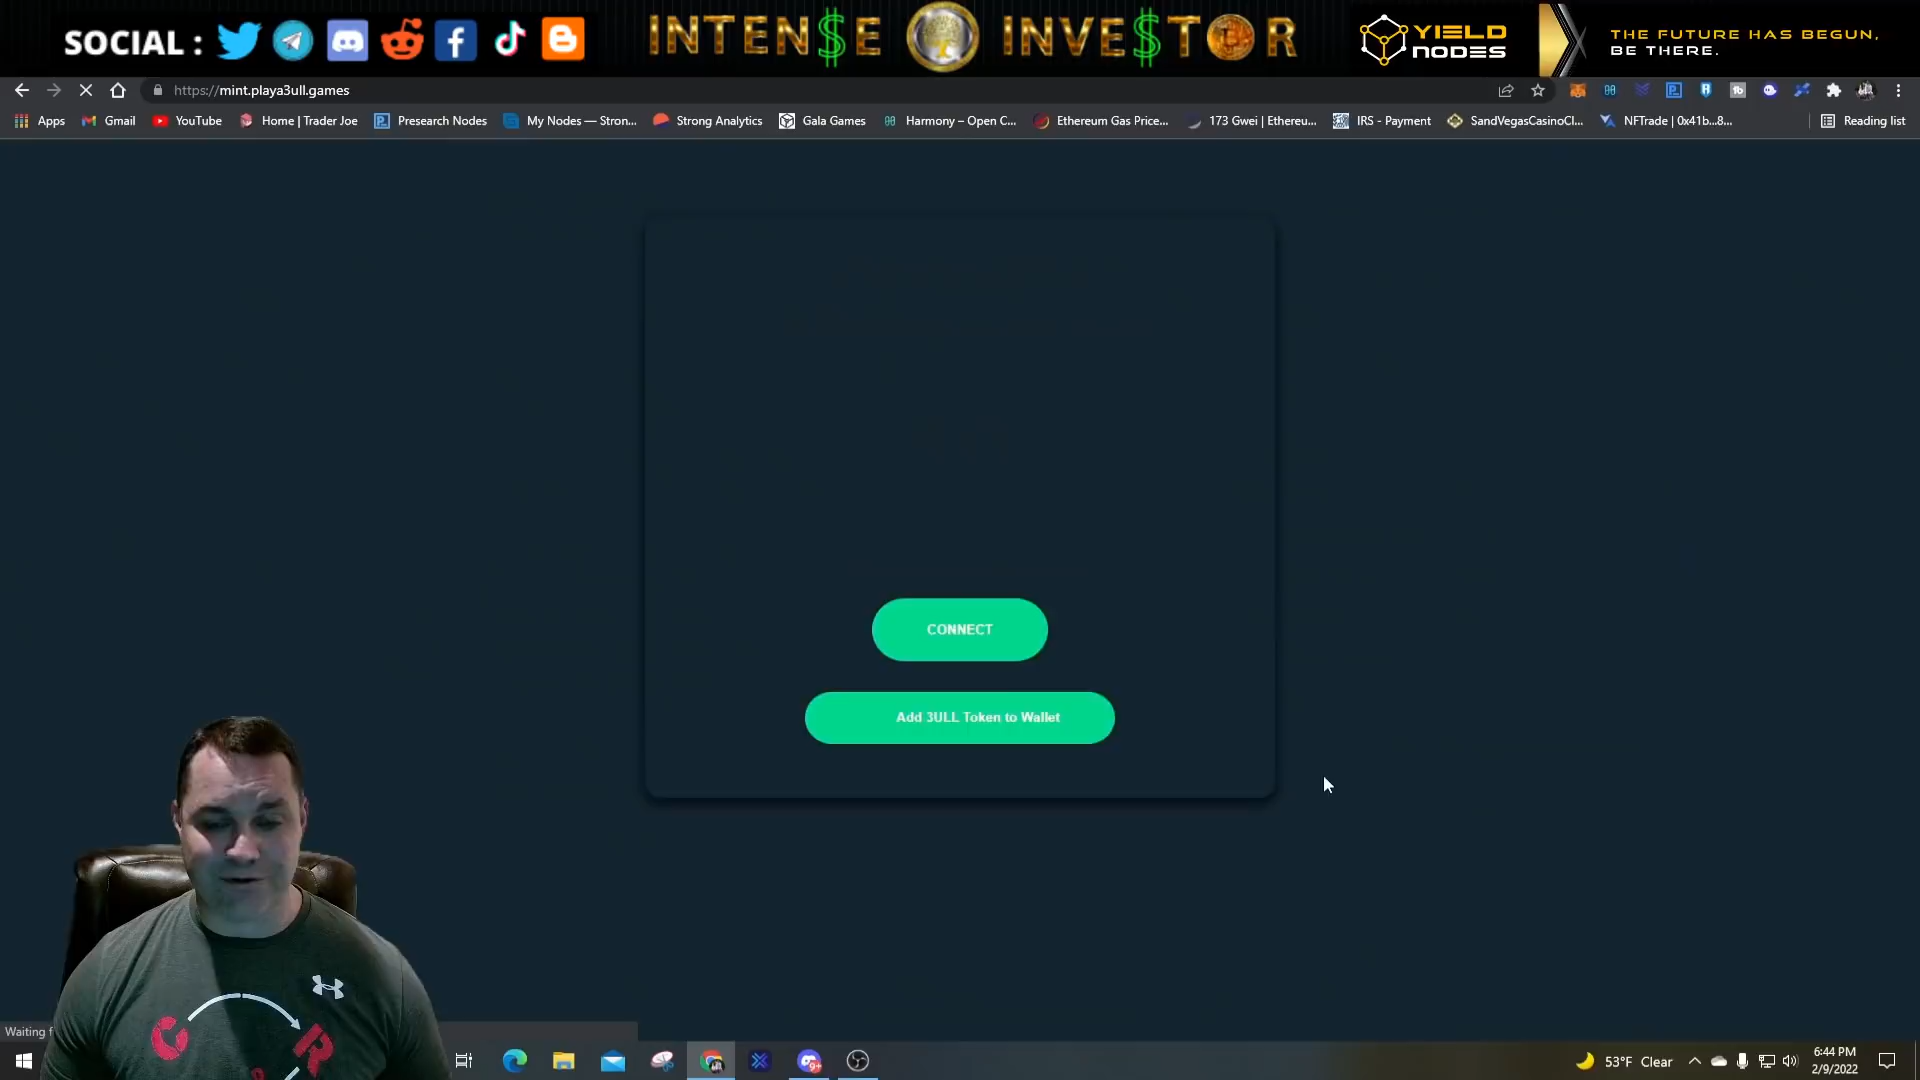 SOCIAL :
INTEN$E INVE$TOR
YIELD NODES
THE FUTURE HAS BEGUN,
BE THERE.
https://mint.playa3ull.games
Apps
Gmail
YouTube
Home | Trader Joe
Presearch Nodes
My Nodes — Stron...
Strong Analytics
Gala Games
Harmony – Open C...
Ethereum Gas Price...
173 Gwei | Ethereu...
IRS - Payment
SandVegasCasinoCl...
NFTrade | 0x41b...8...
Reading list
CONNECT
Add 3ULL Token to Wallet
Waiting f
53°F Clear
6:44 PM
2/9/2022